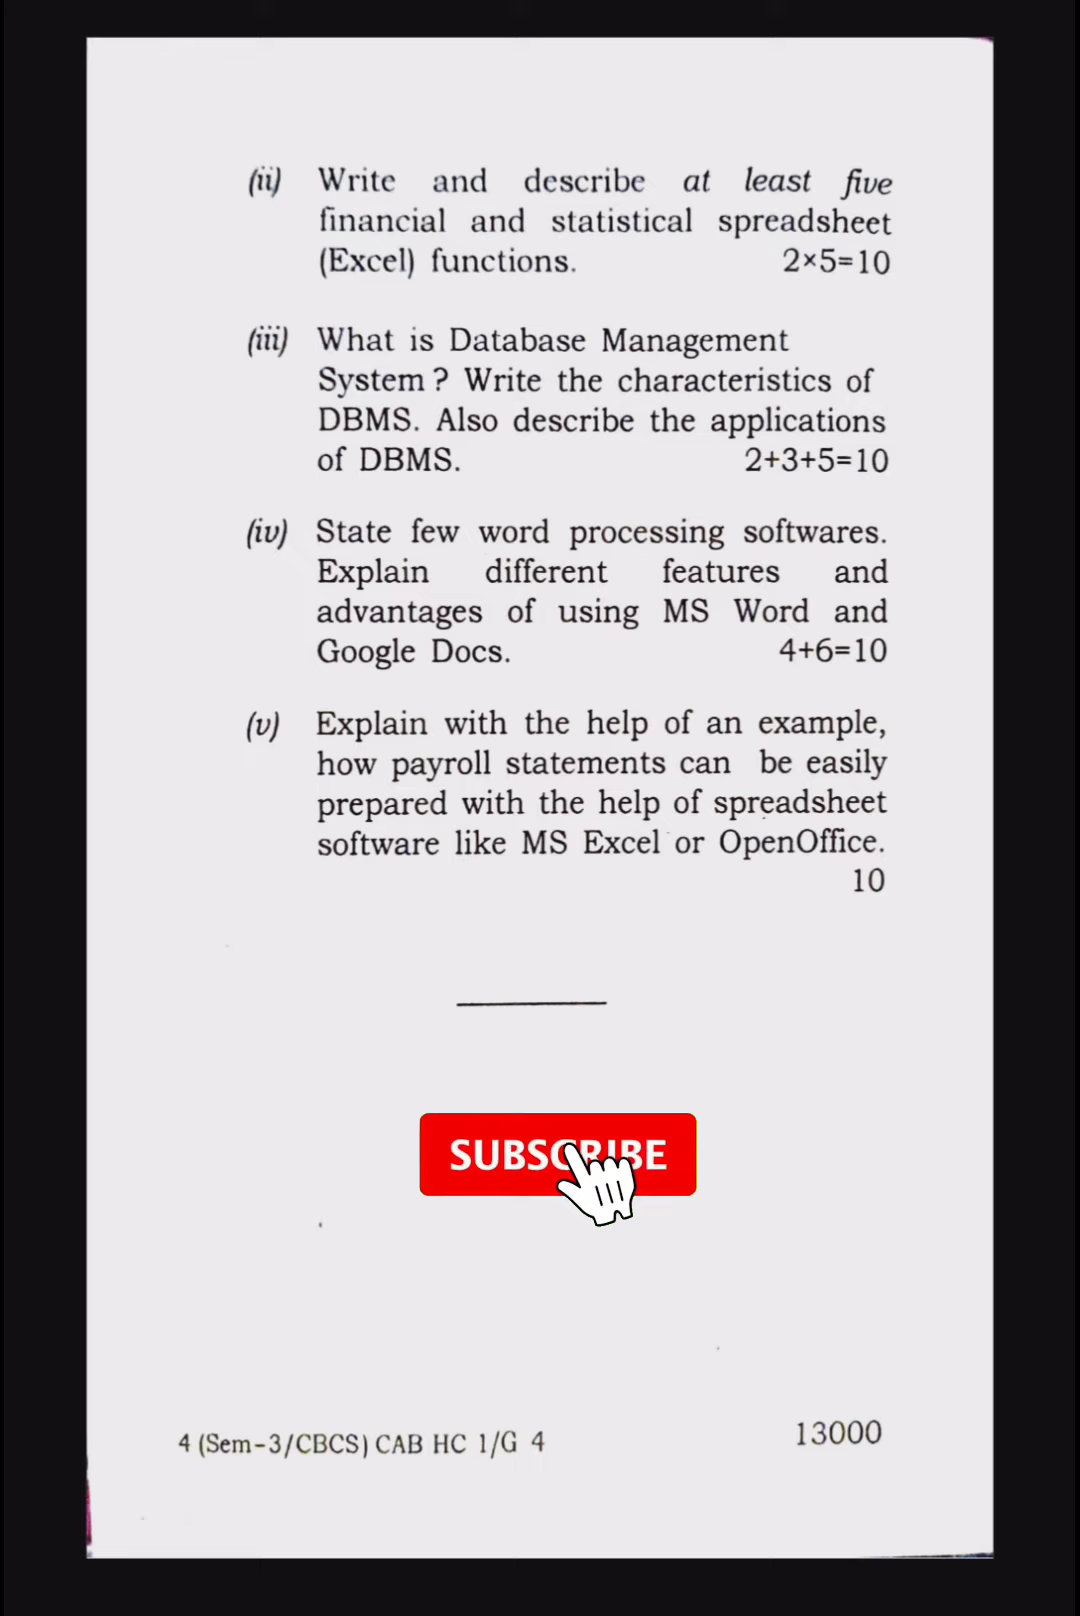 (ii) Write and describe at least five
financial and statistical spreadsheet
(Excel) functions. 2×5=10
(iii) What is Database Management
System ? Write the characteristics of
DBMS. Also describe the applications
of DBMS. 2+3+5=10
(iv) State few word processing softwares.
Explain different features and
advantages of using MS Word and
Google Docs. 4+6=10
(v) Explain with the help of an example,
how payroll statements can be easily
prepared with the help of spreadsheet
software like MS Excel or OpenOffice.
10
SUBSCRIBE
4 (Sem-3/CBCS) CAB HC 1/G 4 13000